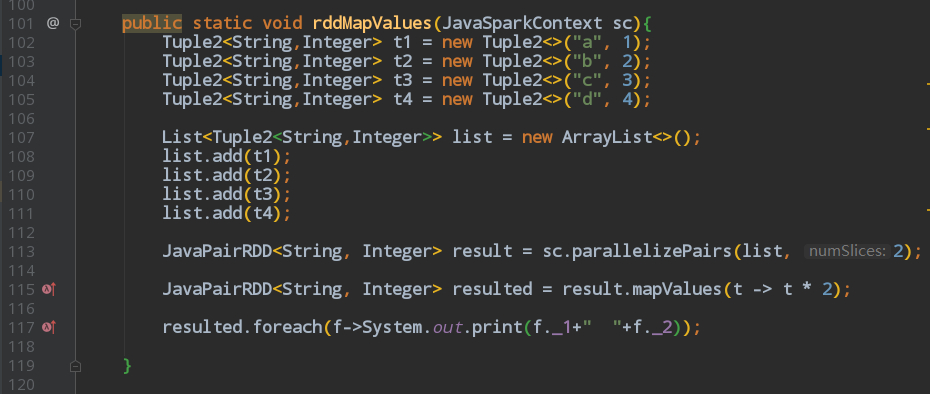 100
101 @ public static void rddMapValues(JavaSparkContext sc){
102 Tuple2<String,Integer> t1 = new Tuple2<>("a", 1);
103 Tuple2<String,Integer> t2 = new Tuple2<>("b", 2);
104 Tuple2<String,Integer> t3 = new Tuple2<>("c", 3);
105 Tuple2<String,Integer> t4 = new Tuple2<>("d", 4);
106
107 List<Tuple2<String,Integer>> list = new ArrayList<>();
108 list.add(t1);
109 list.add(t2);
110 list.add(t3);
111 list.add(t4);
112
113 JavaPairRDD<String, Integer> result = sc.parallelizePairs(list, numSlices: 2);
114
115 JavaPairRDD<String, Integer> resulted = result.mapValues(t -> t * 2);
116
117 resulted.foreach(f->System.out.print(f._1+"  "+f._2));
118
119 }
120